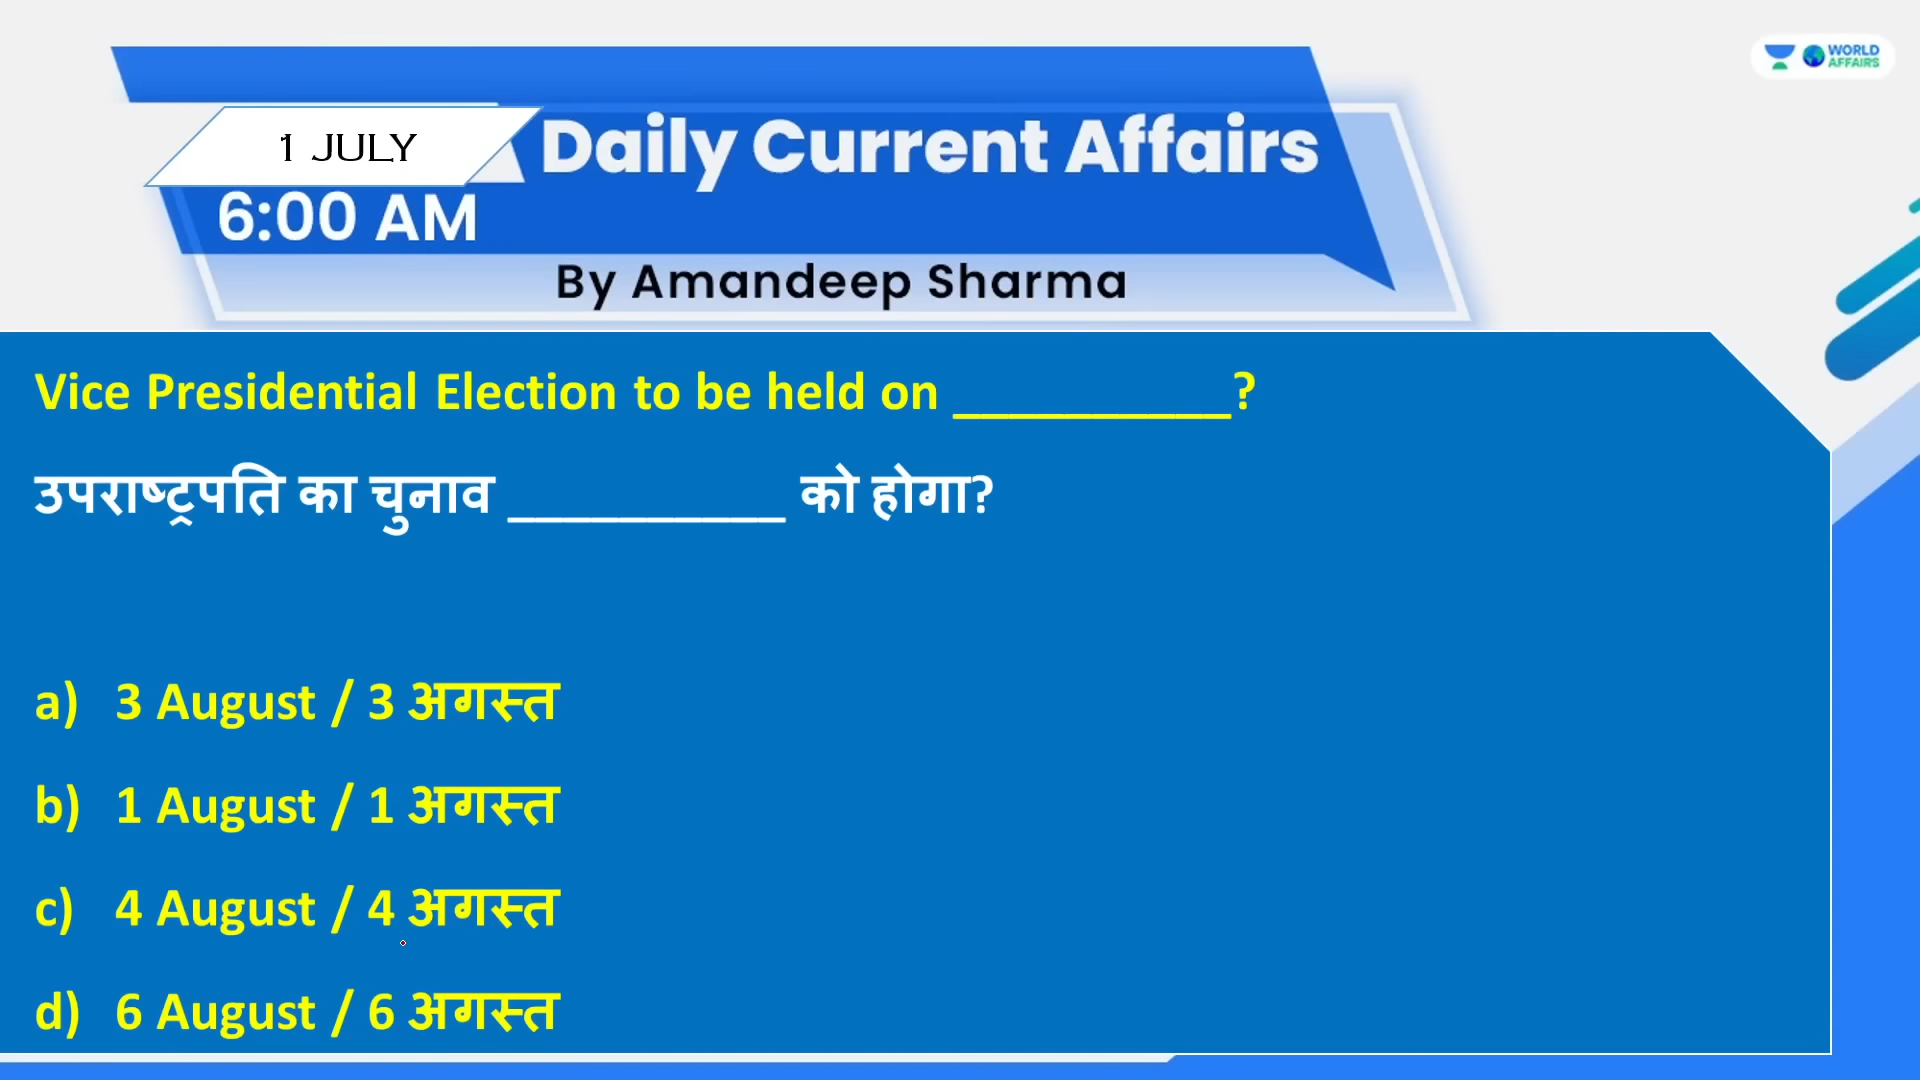 WORLD
AFFAIRS
1 JULY
Daily Current Affairs
6:00 AM
By Amandeep Sharma
Vice Presidential Election to be held on __________?
उपराष्ट्रपति का चुनाव __________ को होगा?
a) 3 August / 3 अगस्त
b) 1 August / 1 अगस्त
c) 4 August / 4 अगस्त
d) 6 August / 6 अगस्त